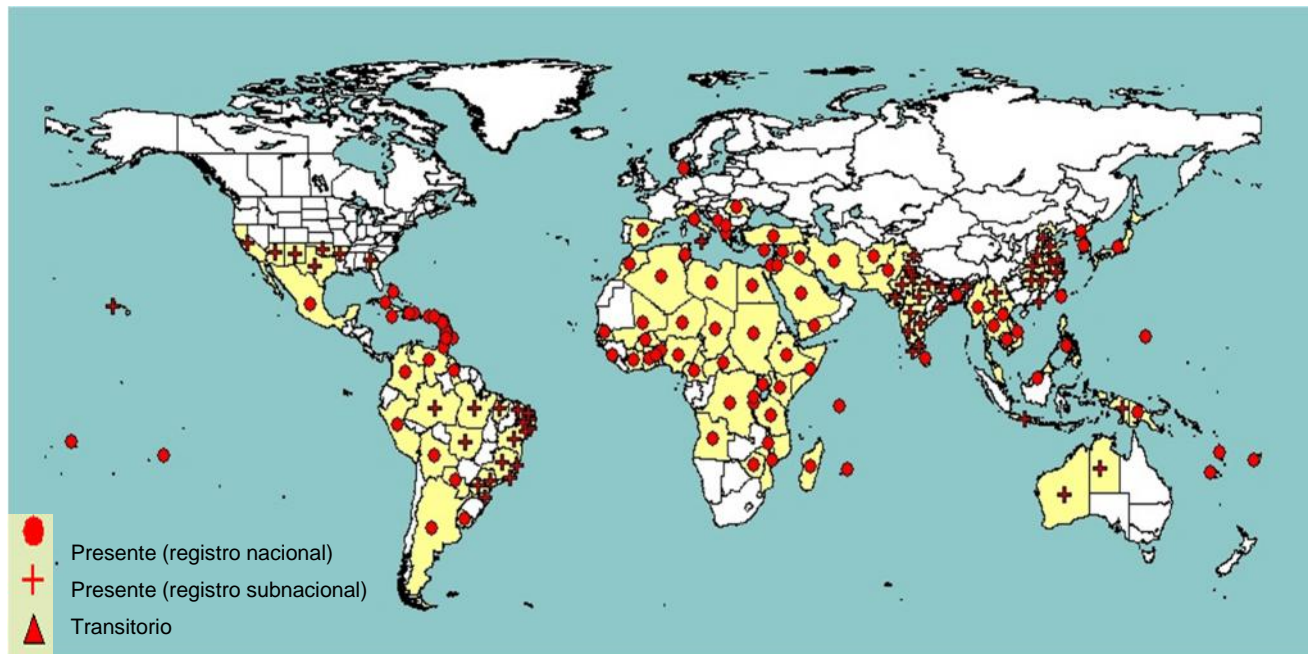 Presente (registro nacional)
Presente (registro subnacional)
Transitorio